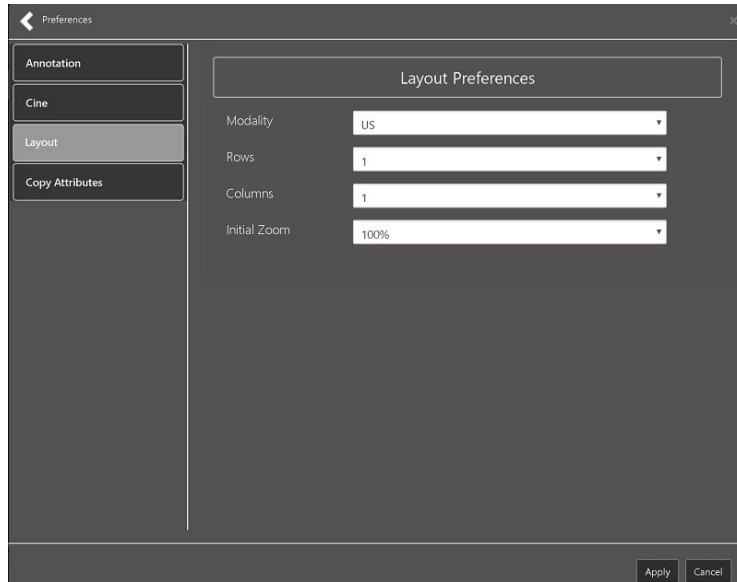 Preferences
Annotation
Cine
Layout
Copy Attributes
Layout Preferences
Modality US
Rows 1
Columns 1
Initial Zoom 100%
Apply Cancel